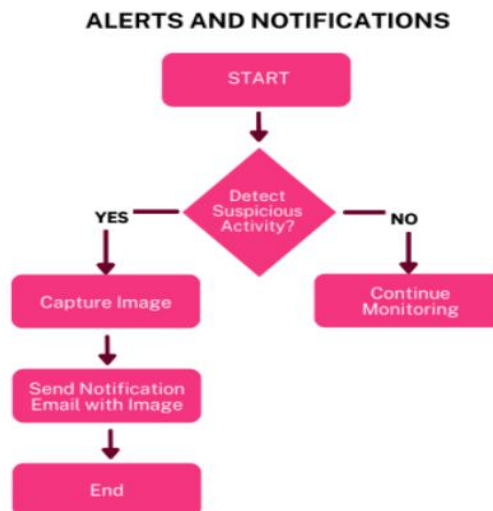 ALERTS AND NOTIFICATIONS
START
Detect
Suspicious
Activity?
YES
NO
Capture Image
Continue
Monitoring
Send Notification
Email with Image
End